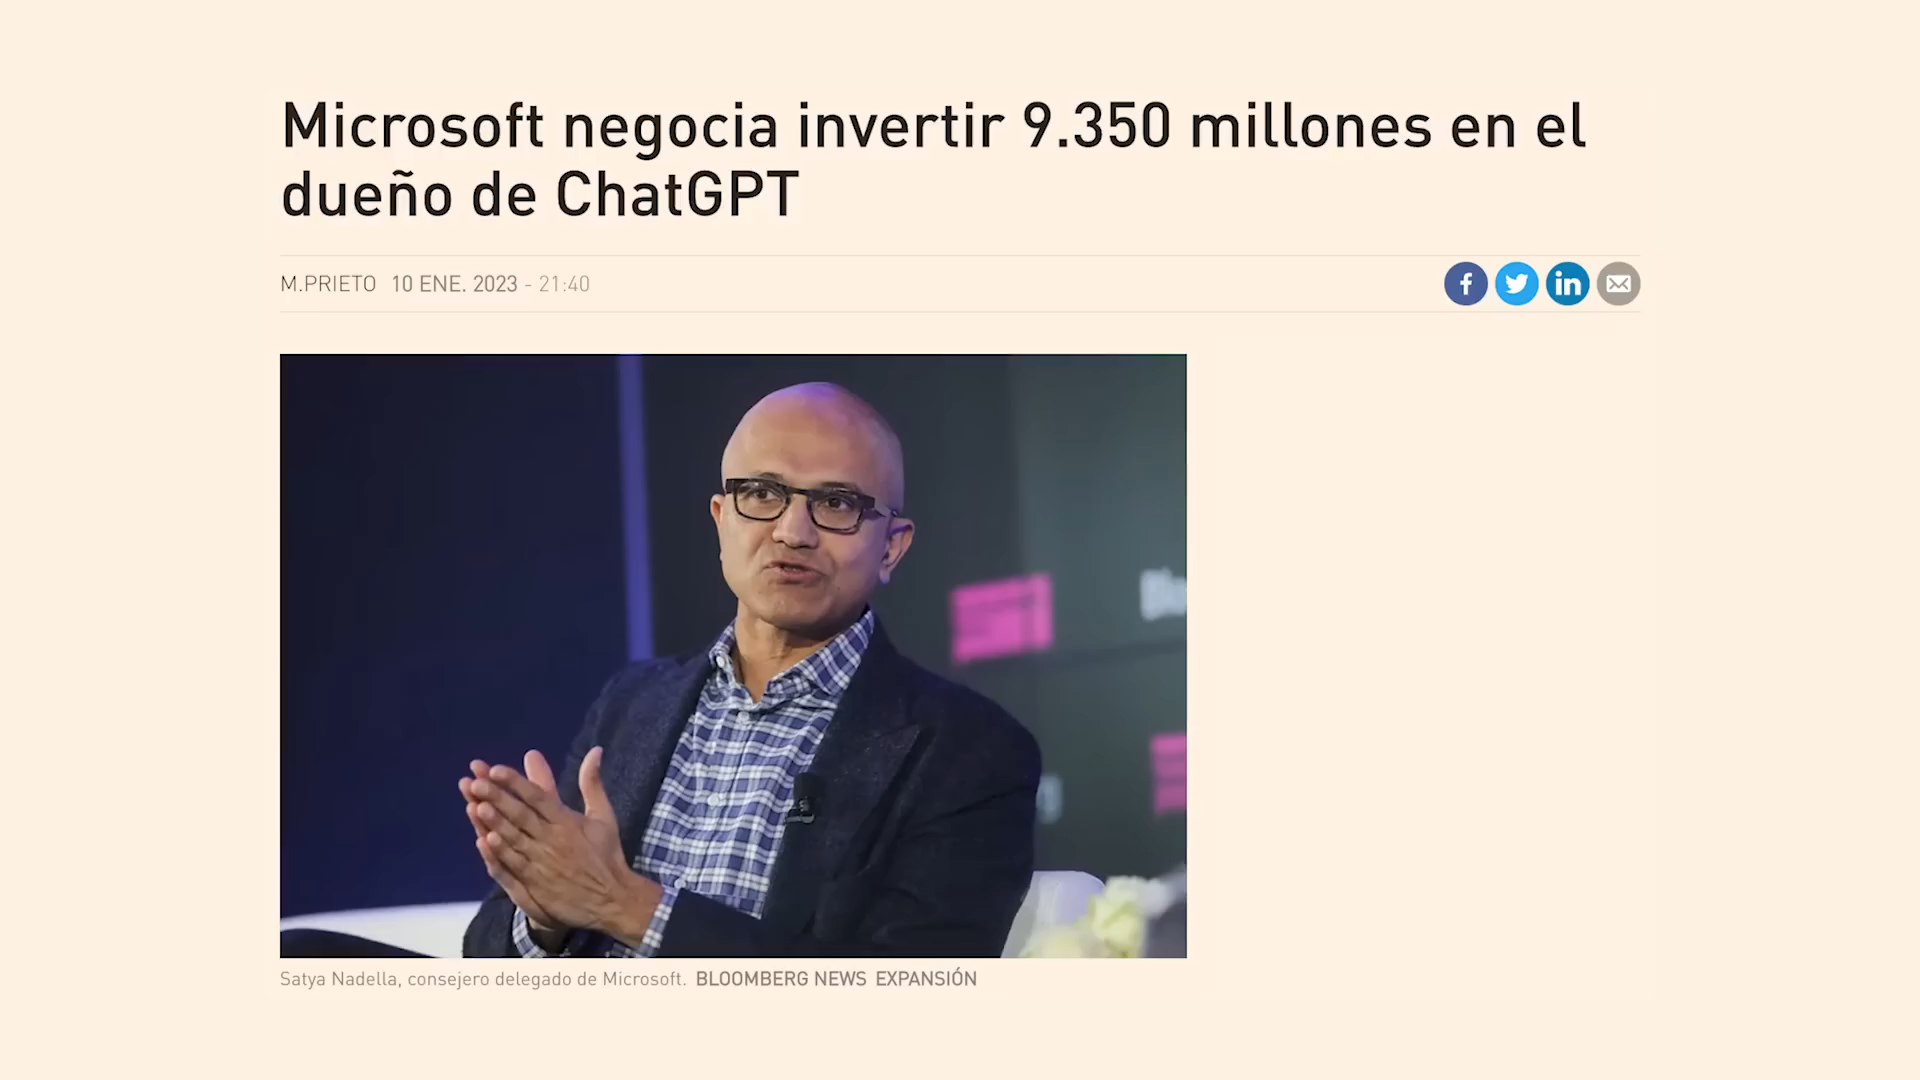 Microsoft negocia invertir 9.350 millones en el
dueño de ChatGPT
M.PRIETO 10 ENE. 2023 - 21:40
Satya Nadella, consejero delegado de Microsoft. BLOOMBERG NEWS EXPANSIÓN